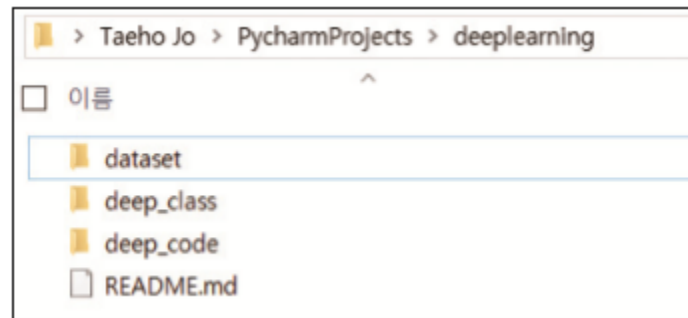 > Taeho Jo > PycharmProjects > deeplearning
이름
dataset
deep_class
deep_code
README.md